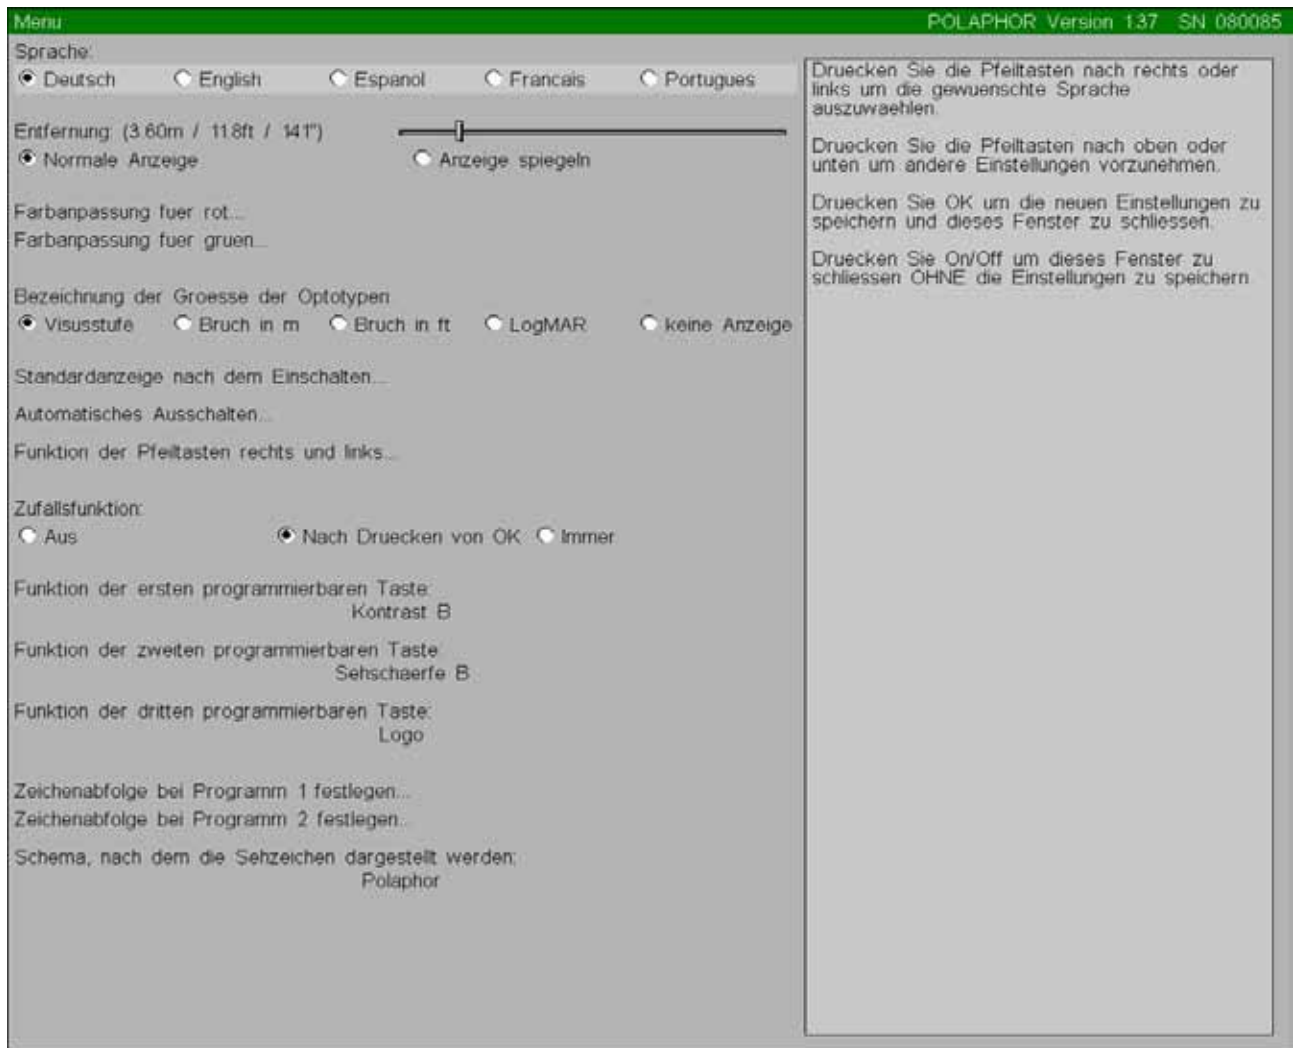 Menu
POLAPHOR Version 1.37 SN 080085
Sprache:
Deutsch English Espanol Francais Portugues
Entfernung: (3.60m / 11.8ft / 141")
Normale Anzeige Anzeige spiegeln
Farbanpassung fuer rot...
Farbanpassung fuer gruen...
Bezeichnung der Groesse der Optotypen
Visusstufe Bruch in m Bruch in ft LogMAR keine Anzeige
Standardanzeige nach dem Einschalten...
Automatisches Ausschalten...
Funktion der Pfeiltasten rechts und links...
Zufallsfunktion:
Aus Nach Druecken von OK Immer
Funktion der ersten programmierbaren Taste:
Kontrast B
Funktion der zweiten programmierbaren Taste:
Sehschaerfe B
Funktion der dritten programmierbaren Taste:
Logo
Zeichenabfolge bei Programm 1 festlegen...
Zeichenabfolge bei Programm 2 festlegen...
Schema, nach dem die Sehzeichen dargestellt werden:
Polaphor
Druecken Sie die Pfeiltasten nach rechts oder
links um die gewuenschte Sprache
auszuwaehlen.
Druecken Sie die Pfeiltasten nach oben oder
unten um andere Einstellungen vorzunehmen.
Druecken Sie OK um die neuen Einstellungen zu
speichern und dieses Fenster zu schliessen.
Druecken Sie On/Off um dieses Fenster zu
schliessen OHNE die Einstellungen zu speichern.